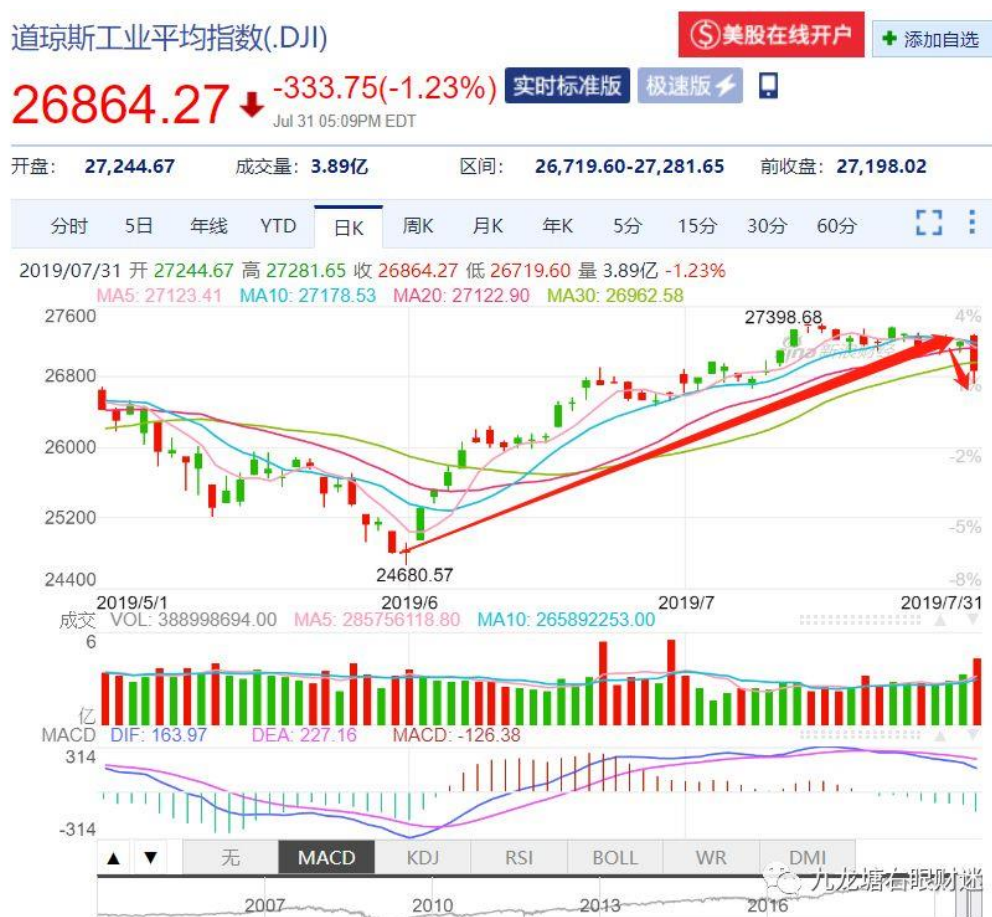 道琼斯工业平均指数(.DJI)
美股在线开户
添加自选
26864.27 -333.75(-1.23%) 实时标准版 极速版
Jul 31 05:09PM EDT
开盘: 27,244.67 成交量: 3.89亿 区间: 26,719.60-27,281.65 前收盘: 27,198.02
分时 5日 年线 YTD 日K 周K 月K 年K 5分 15分 30分 60分
2019/07/31 开 27244.67 高 27281.65 收 26864.27 低 26719.60 量 3.89亿 -1.23%
MA5: 27123.41 MA10: 27178.53 MA20: 27122.90 MA30: 26962.58
27600 27398.68 4%
新浪财经
26800
26000 -2%
25200 -5%
24680.57
24400 -8%
2019/5/1 2019/6 2019/7 2019/7/31
成交 VOL: 388998694.00 MA5: 285756118.80 MA10: 265892253.00
6
亿
MACD DIF: 163.97 DEA: 227.16 MACD: -126.38
314
-314
▲ ▼ 无 MACD KDJ RSI BOLL WR DMI
九龙塘右眼财迷
2007 2010 2013 2016